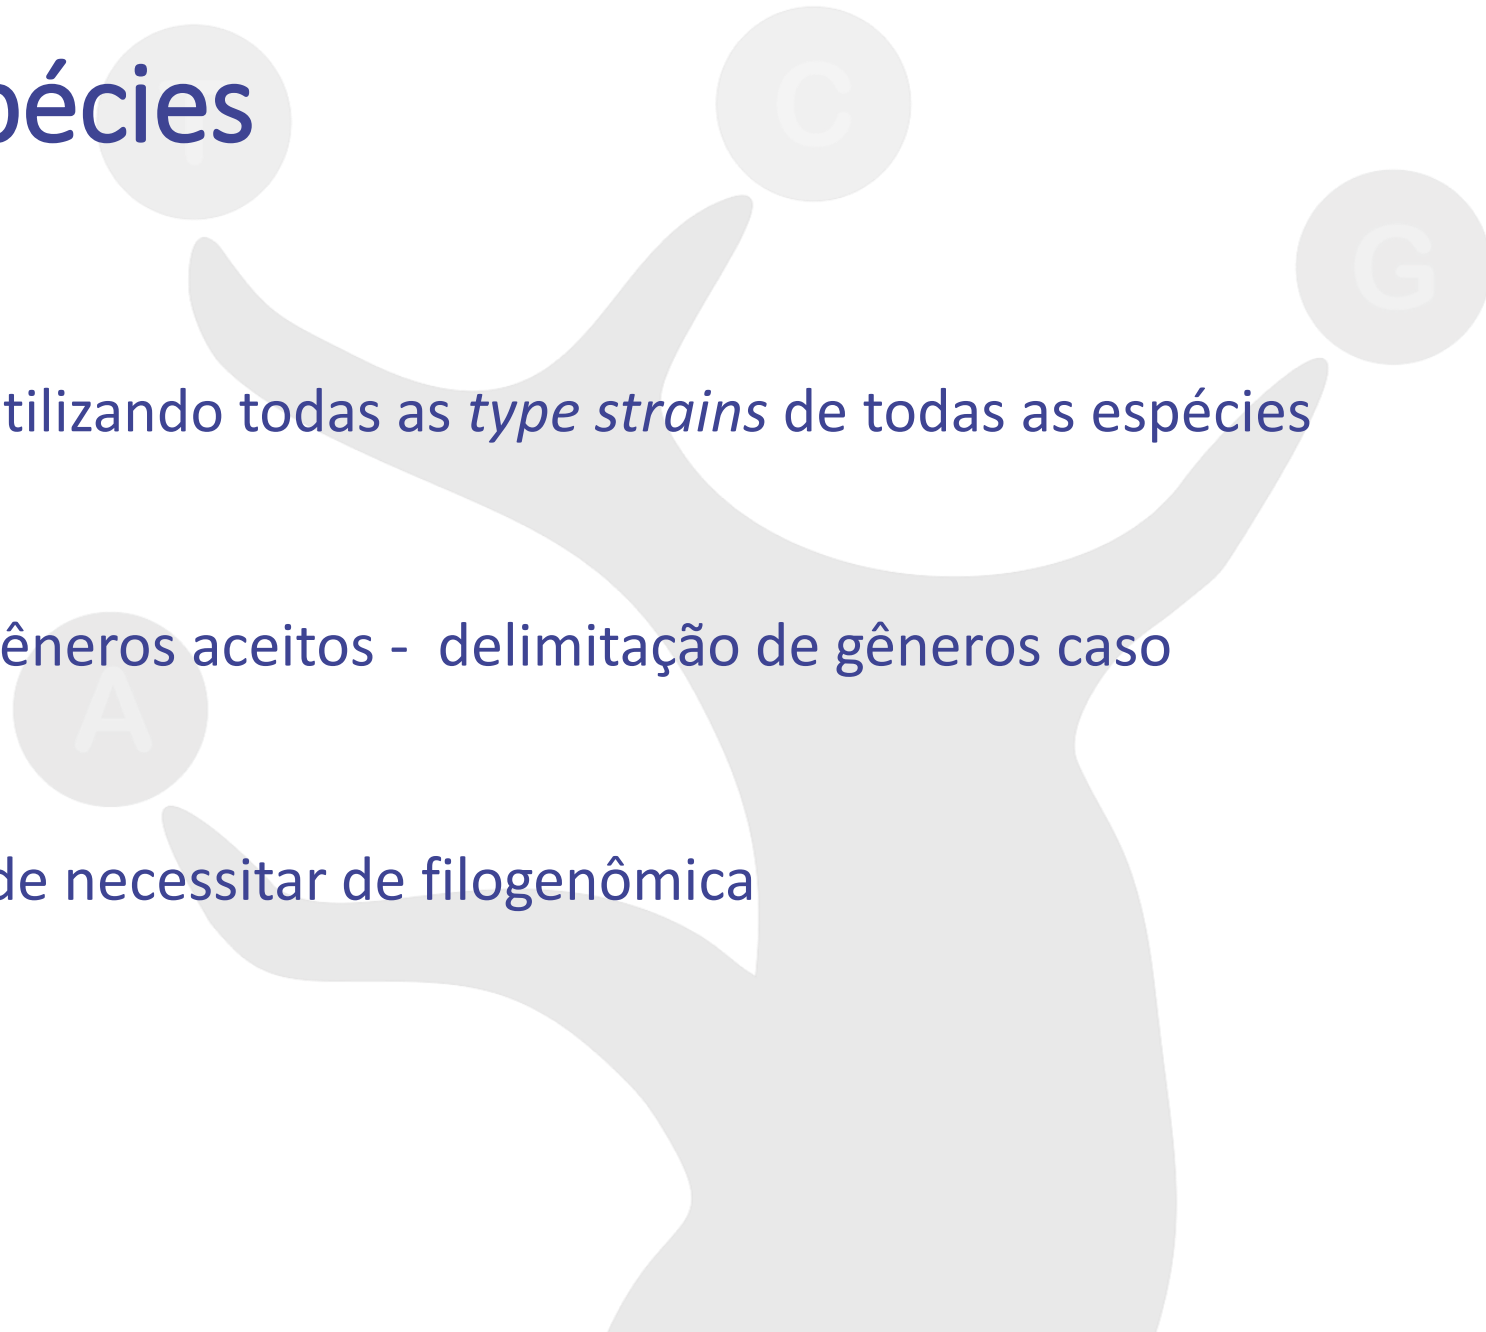 T
C
pécies
G
tilizando todas as type strains de todas as espécies
êneros aceitos - delimitação de gêneros caso
A
de necessitar de filogenômica